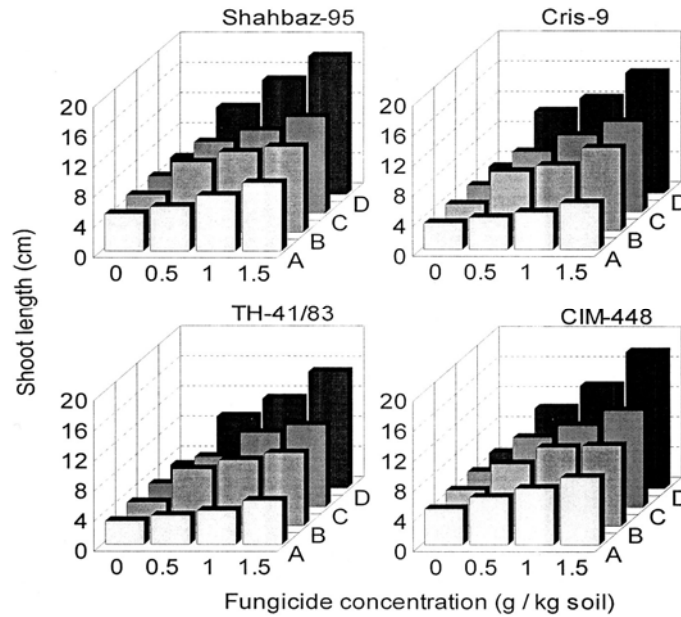 Shahbaz-95
20
16
12
8
4
0
0 0.5 1 1.5
A
B
C
D
Cris-9
20
16
12
8
4
0
0 0.5 1 1.5
A
B
C
D
TH-41/83
20
16
12
8
4
0
0 0.5 1 1.5
A
B
C
D
CIM-448
20
16
12
8
4
0
0 0.5 1 1.5
A
B
C
D
Shoot length (cm)
Fungicide concentration (g / kg soil)